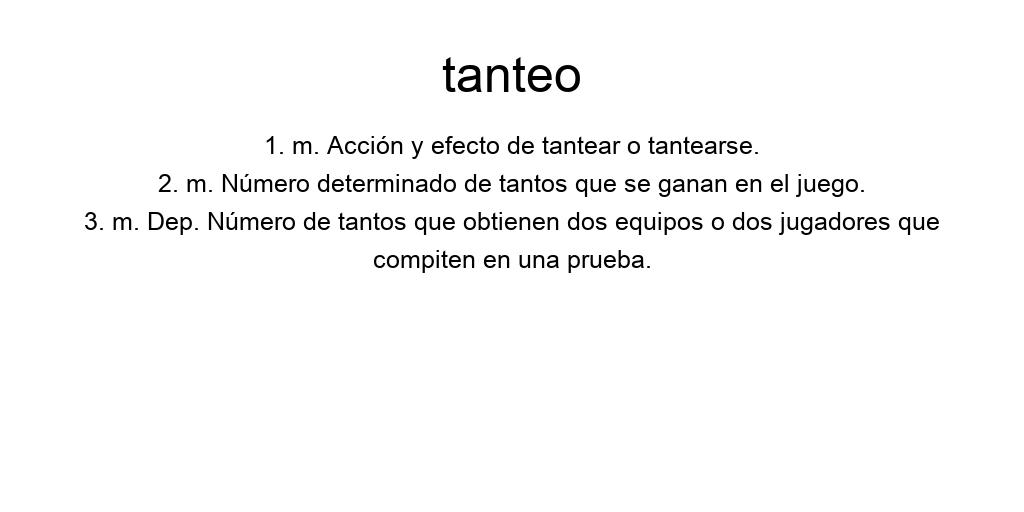 tanteo
1. m. Acción y efecto de tantear o tantearse.
2. m. Número determinado de tantos que se ganan en el juego.
3. m. Dep. Número de tantos que obtienen dos equipos o dos jugadores que
compiten en una prueba.